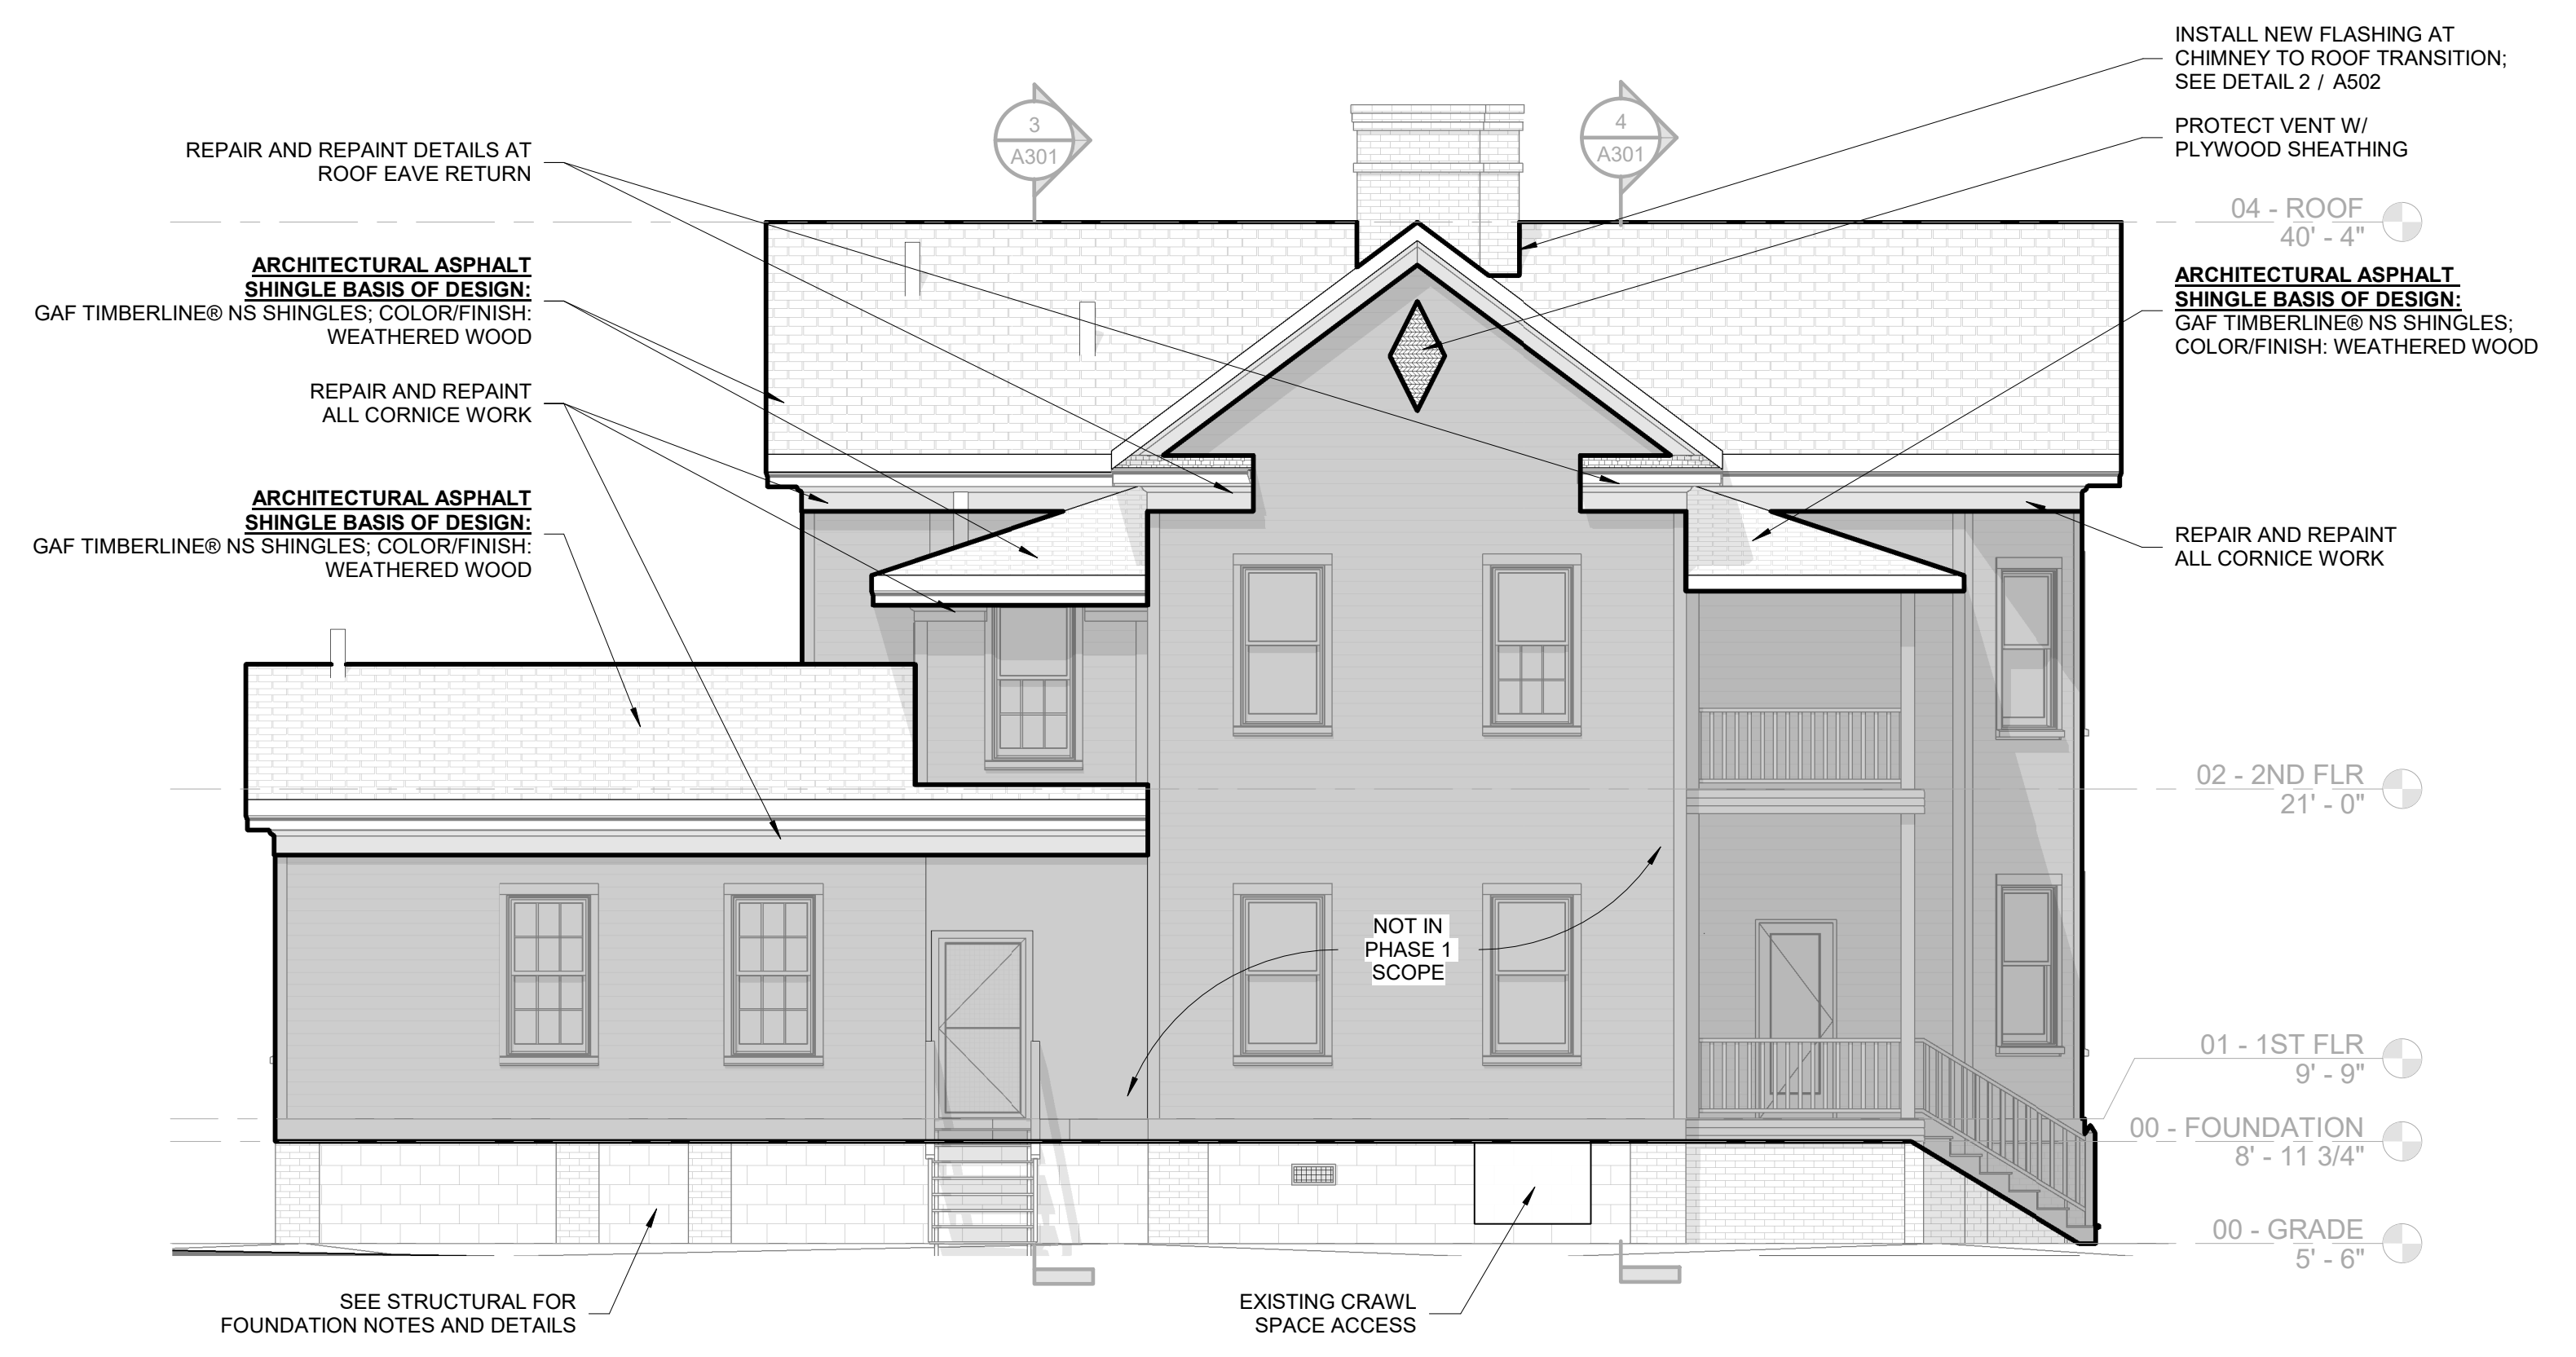 INSTALL NEW FLASHING AT
CHIMNEY TO ROOF TRANSITION;
SEE DETAIL 2 / A502
PROTECT VENT W/
PLYWOOD SHEATHING
3
A301
4
A301
REPAIR AND REPAINT DETAILS AT
ROOF EAVE RETURN
04 - ROOF
40' - 4"
ARCHITECTURAL ASPHALT
SHINGLE BASIS OF DESIGN:
GAF TIMBERLINE® NS SHINGLES; COLOR/FINISH:
WEATHERED WOOD
ARCHITECTURAL ASPHALT
SHINGLE BASIS OF DESIGN:
GAF TIMBERLINE® NS SHINGLES;
COLOR/FINISH: WEATHERED WOOD
REPAIR AND REPAINT
ALL CORNICE WORK
ARCHITECTURAL ASPHALT
SHINGLE BASIS OF DESIGN:
GAF TIMBERLINE® NS SHINGLES; COLOR/FINISH:
WEATHERED WOOD
REPAIR AND REPAINT
ALL CORNICE WORK
02 - 2ND FLR
21' - 0"
NOT IN
PHASE 1
SCOPE
01 - 1ST FLR
9' - 9"
00 - FOUNDATION
8' - 11 3/4"
00 - GRADE
5' - 6"
SEE STRUCTURAL FOR
FOUNDATION NOTES AND DETAILS
EXISTING CRAWL
SPACE ACCESS